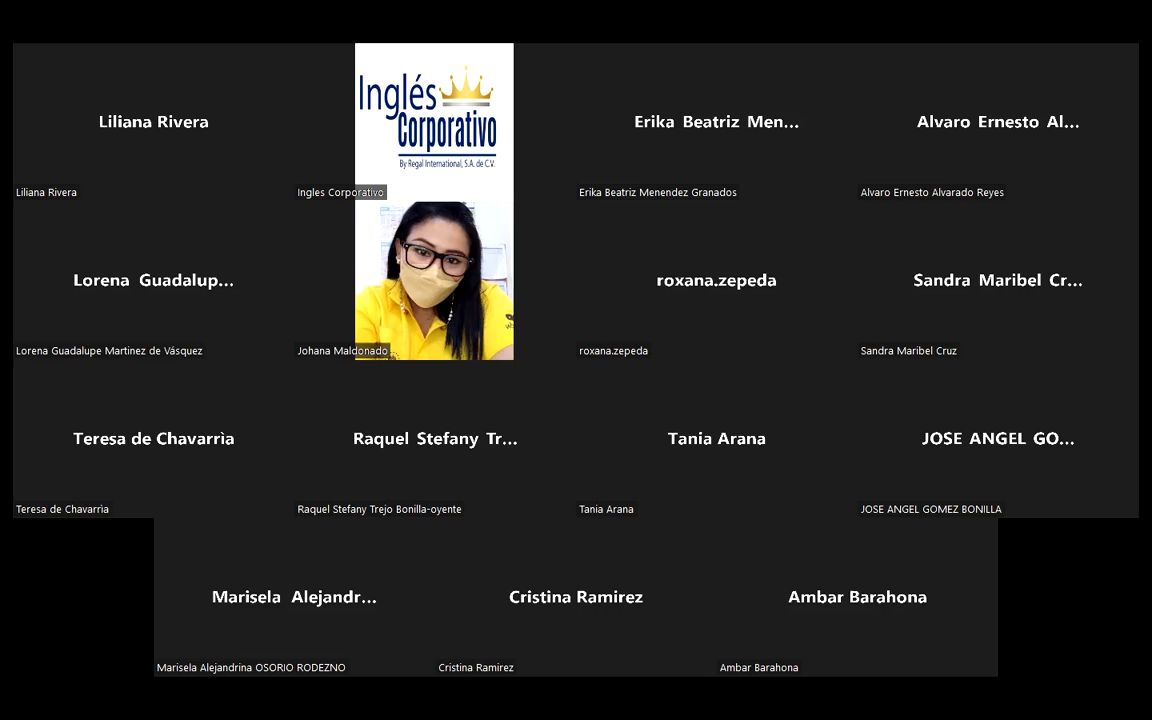 Liliana Rivera
Liliana Rivera
Inglés
Corporativo
By Regal International, S.A. de C.V.
Ingles Corporativo
Erika Beatriz Men...
Erika Beatriz Menendez Granados
Alvaro Ernesto Al...
Alvaro Ernesto Alvarado Reyes
Lorena Guadalup...
Lorena Guadalupe Martinez de Vásquez
Johana Maldonado
roxana.zepeda
roxana.zepeda
Sandra Maribel Cr...
Sandra Maribel Cruz
Teresa de Chavarrìa
Teresa de Chavarrìa
Raquel Stefany Tr...
Raquel Stefany Trejo Bonilla-oyente
Tania Arana
Tania Arana
JOSE ANGEL GO...
JOSE ANGEL GOMEZ BONILLA
Marisela Alejandr...
Marisela Alejandrina OSORIO RODEZNO
Cristina Ramirez
Cristina Ramirez
Ambar Barahona
Ambar Barahona